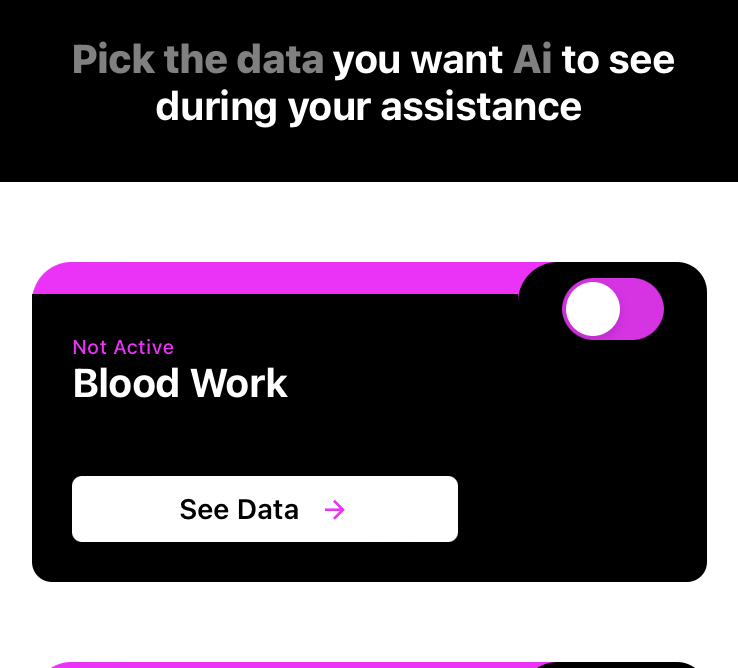 Pick the data you want Ai to see
during your assistance
Not Active
Blood Work
See Data